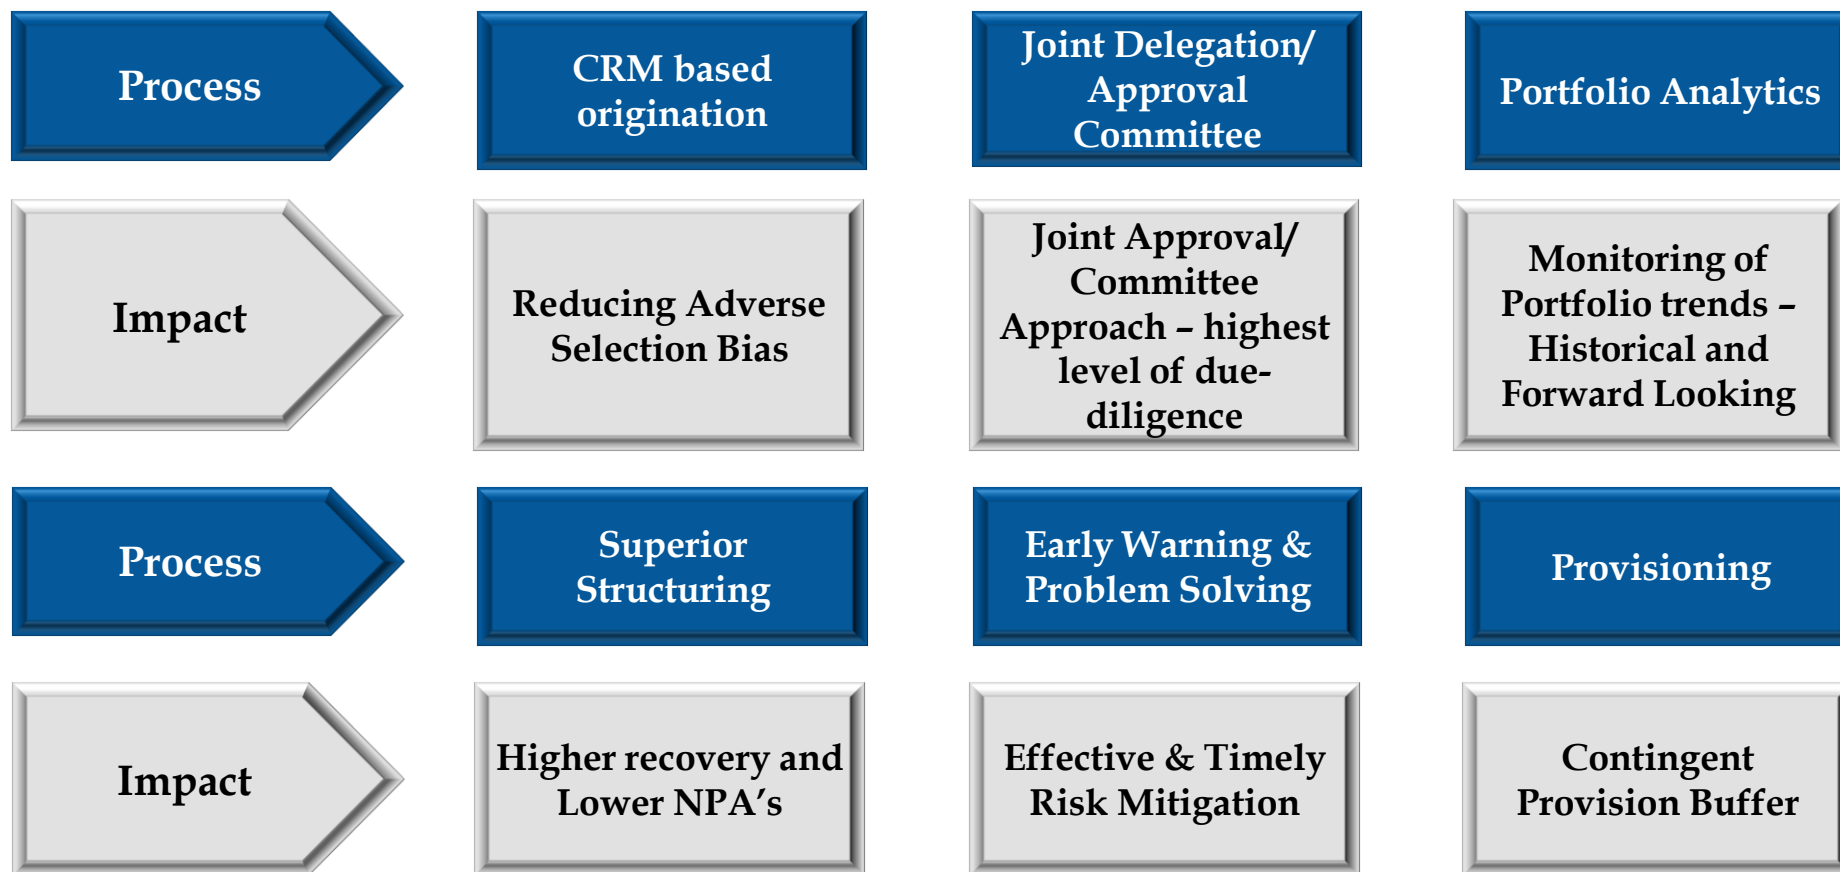 Process
CRM based
origination
Joint Delegation/
Approval
Committee
Portfolio Analytics
Impact
Reducing Adverse
Selection Bias
Joint Approval/
Committee
Approach – highest
level of due-
diligence
Monitoring of
Portfolio trends –
Historical and
Forward Looking
Process
Superior
Structuring
Early Warning &
Problem Solving
Provisioning
Impact
Higher recovery and
Lower NPA’s
Effective & Timely
Risk Mitigation
Contingent
Provision Buffer